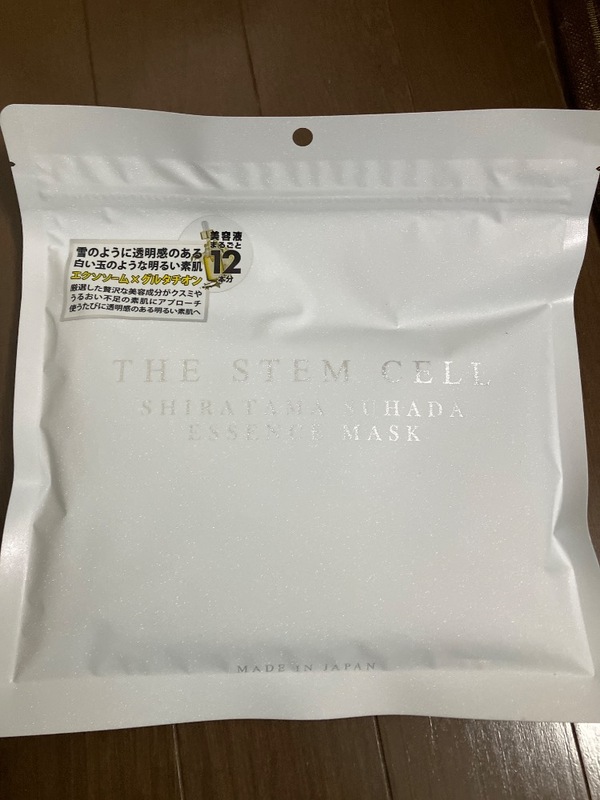 美容液
まるごと
12
本分
雪のように透明感のある
白い玉のような明るい素肌
エクソソーム×グルタチオン
厳選した贅沢な美容成分がクスミや
うるおい不足の素肌にアプローチ
使うたびに透明感のある明るい素肌へ
THE STEM CELL
SHIRATAMA SUHADA
ESSENCE MASK
MADE IN JAPAN